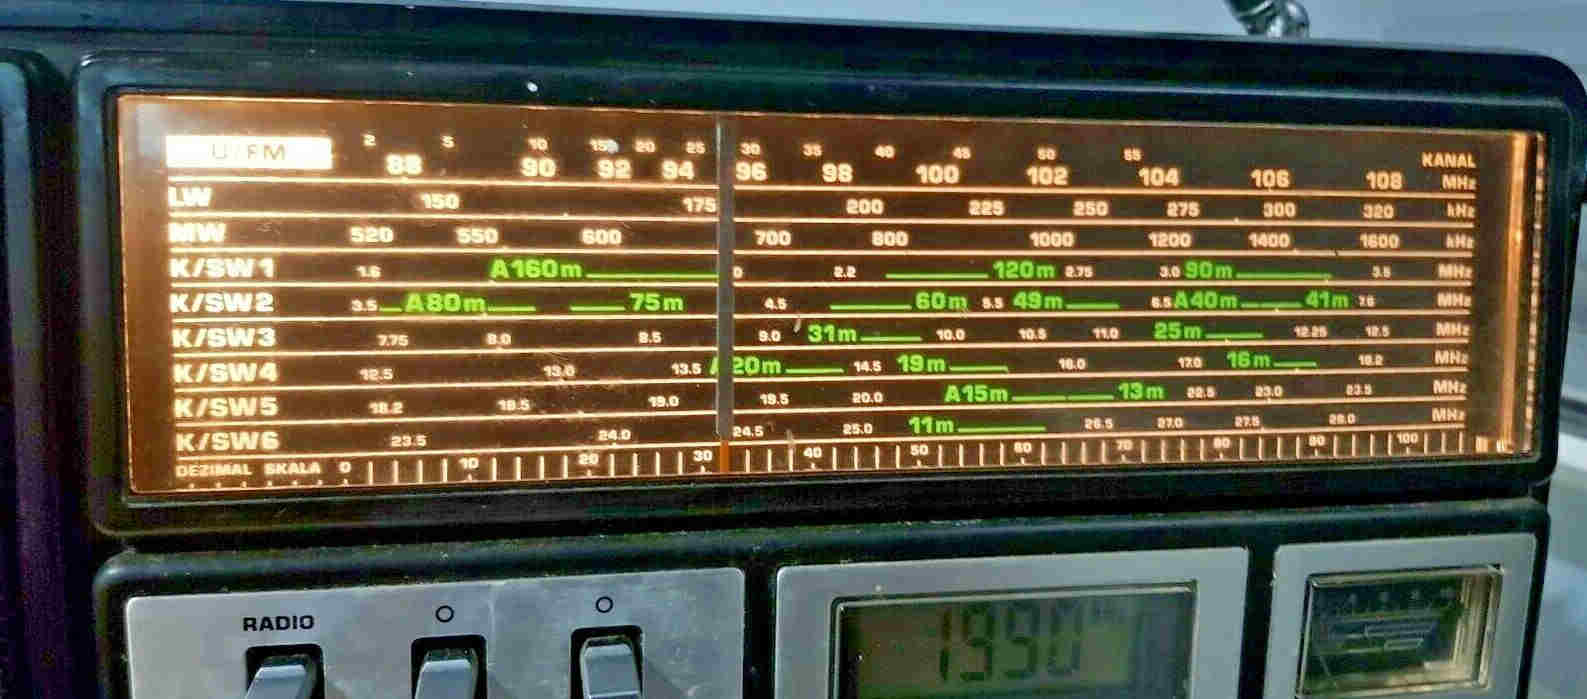 2 5 10 15 20 25 30 35 40 45 50 55 KANAL
U/FM 88 90 92 94 96 98 100 102 104 106 108 MHz
LW 150 175 200 225 250 275 300 320 kHz
MW 520 550 600 700 800 1000 1200 1400 1600 kHz
K/SW1 1.6 A160m 2.2 120m 2.75 3.0 90m 3.5 MHz
K/SW2 3.5 A80m 75m 4.5 60m 5.5 49m 6.5 A40m 41m 7.6 MHz
K/SW3 7.75 8.0 8.5 9.0 31m 10.0 10.5 11.0 25m 12.25 12.5 MHz
K/SW4 12.5 13.0 13.5 A20m 14.5 19m 16.0 17.0 16m 18.2 MHz
K/SW5 18.2 18.5 19.0 19.5 20.0 A15m 13m 22.5 23.0 23.5 MHz
K/SW6 23.5 24.0 24.5 25.0 11m 26.5 27.0 27.5 28.0 MHz
DEZIMAL SKALA 0 10 20 30 40 50 60 70 80 90 100
RADIO
1990